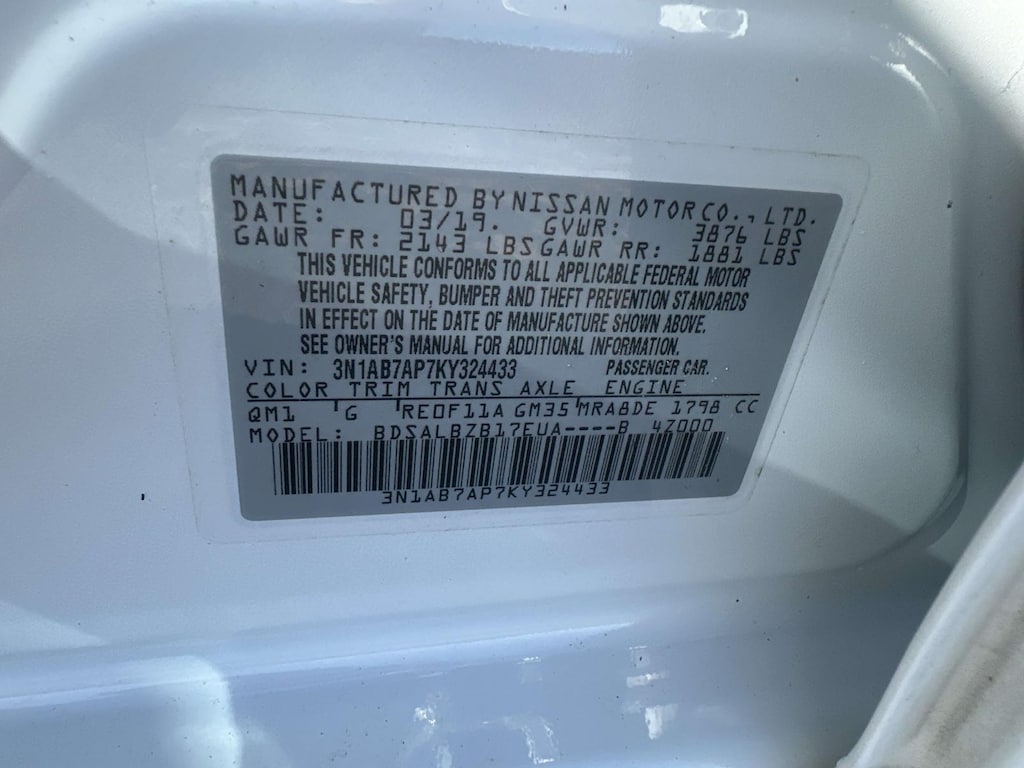 MANUFACTURED BY NISSAN MOTOR CO., LTD.
DATE: 03/19. GVWR: 3876 LBS
GAWR FR: 2143 LBS GAWR RR: 1881 LBS
THIS VEHICLE CONFORMS TO ALL APPLICABLE FEDERAL MOTOR
VEHICLE SAFETY, BUMPER AND THEFT PREVENTION STANDARDS
IN EFFECT ON THE DATE OF MANUFACTURE SHOWN ABOVE.
SEE OWNER'S MANUAL FOR ADDITIONAL INFORMATION.
VIN: 3N1AB7AP7KY324433 PASSENGER CAR.
COLOR TRIM TRANS AXLE ENGINE
QM1 G RE0F11A GM35 MRA8DE 1798 CC
MODEL: BDSALBZB17EUA----B 4Z000
3N1AB7AP7KY324433